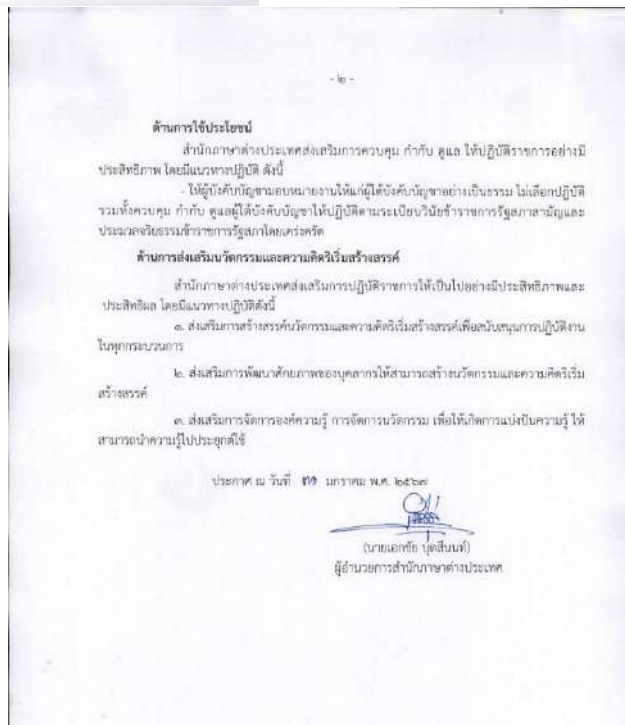 - ๒ -
ด้านการใช้ประโยชน์
สำนักภาษาต่างประเทศส่งเสริมการควบคุม กำกับ ดูแล ให้ปฏิบัติราชการอย่างมี
ประสิทธิภาพ โดยมีแนวทางปฏิบัติ ดังนี้
- ให้ผู้บังคับบัญชามอบหมายงานให้แก่ผู้ใต้บังคับบัญชาอย่างเป็นธรรม ไม่เลือกปฏิบัติ
รวมทั้งควบคุม กำกับ ดูแลผู้ใต้บังคับบัญชาให้ปฏิบัติตามระเบียบวินัยข้าราชการรัฐสภาสามัญและ
ประมวลจริยธรรมข้าราชการรัฐสภาโดยเคร่งครัด
ด้านการส่งเสริมนวัตกรรมและความคิดริเริ่มสร้างสรรค์
สำนักภาษาต่างประเทศส่งเสริมการปฏิบัติราชการให้เป็นไปอย่างมีประสิทธิภาพและ
ประสิทธิผล โดยมีแนวทางปฏิบัติดังนี้
๑. ส่งเสริมการสร้างสรรค์นวัตกรรมและความคิดริเริ่มสร้างสรรค์เพื่อสนับสนุนการปฏิบัติงาน
ในทุกกระบวนการ
๒. ส่งเสริมการพัฒนาศักยภาพของบุคลากรให้สามารถสร้างนวัตกรรมและความคิดริเริ่ม
สร้างสรรค์
๓. ส่งเสริมการจัดการองค์ความรู้ การจัดการนวัตกรรม เพื่อให้เกิดการแบ่งปันความรู้ ให้
สามารถนำความรู้ไปประยุกต์ใช้
ประกาศ ณ วันที่ ๓๑ มกราคม พ.ศ. ๒๕๖๗
(นายเอกชัย บุตสีนนท์)
ผู้อำนวยการสำนักภาษาต่างประเทศ